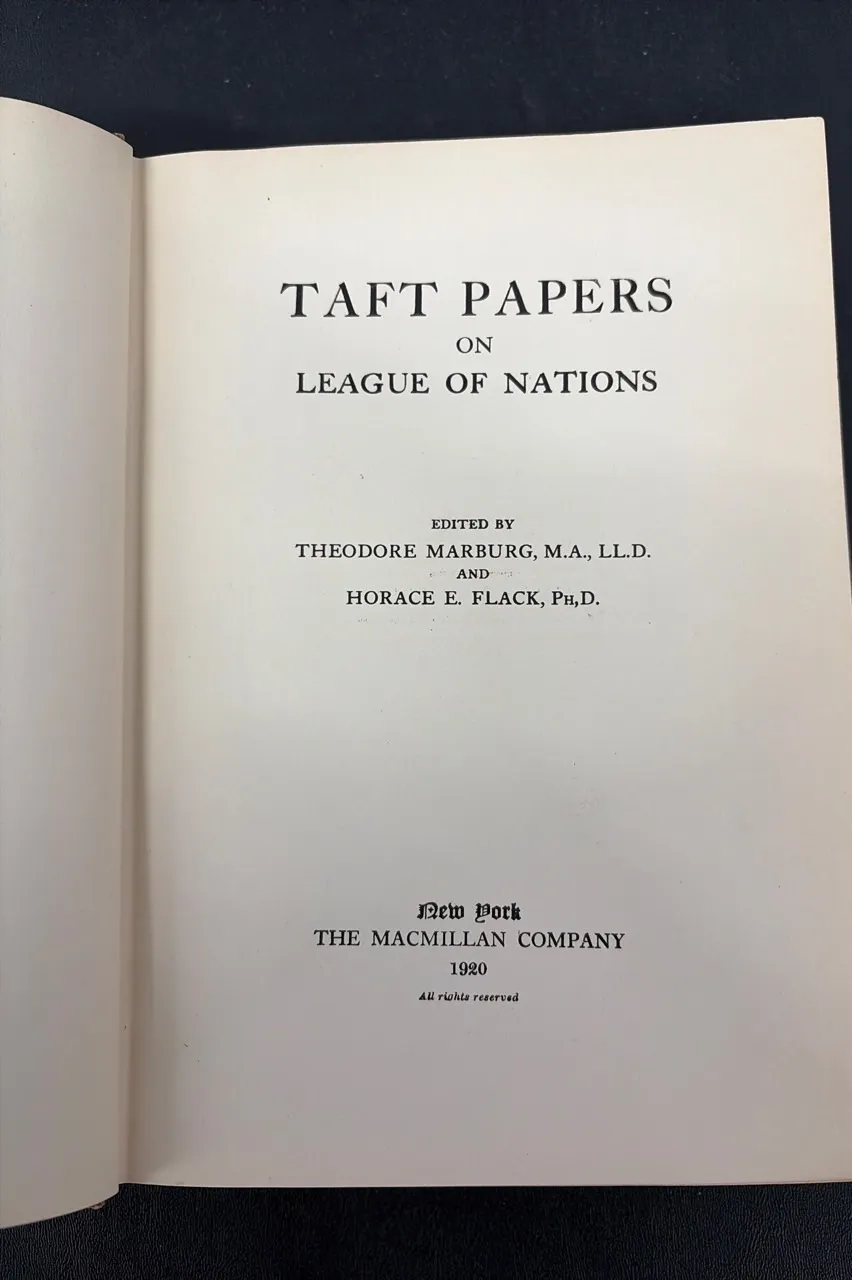 TAFT PAPERS
ON
LEAGUE OF NATIONS
EDITED BY
THEODORE MARBURG, M.A., LL.D.
AND
HORACE E. FLACK, PH,D.
New York
THE MACMILLAN COMPANY
1920
All rights reserved